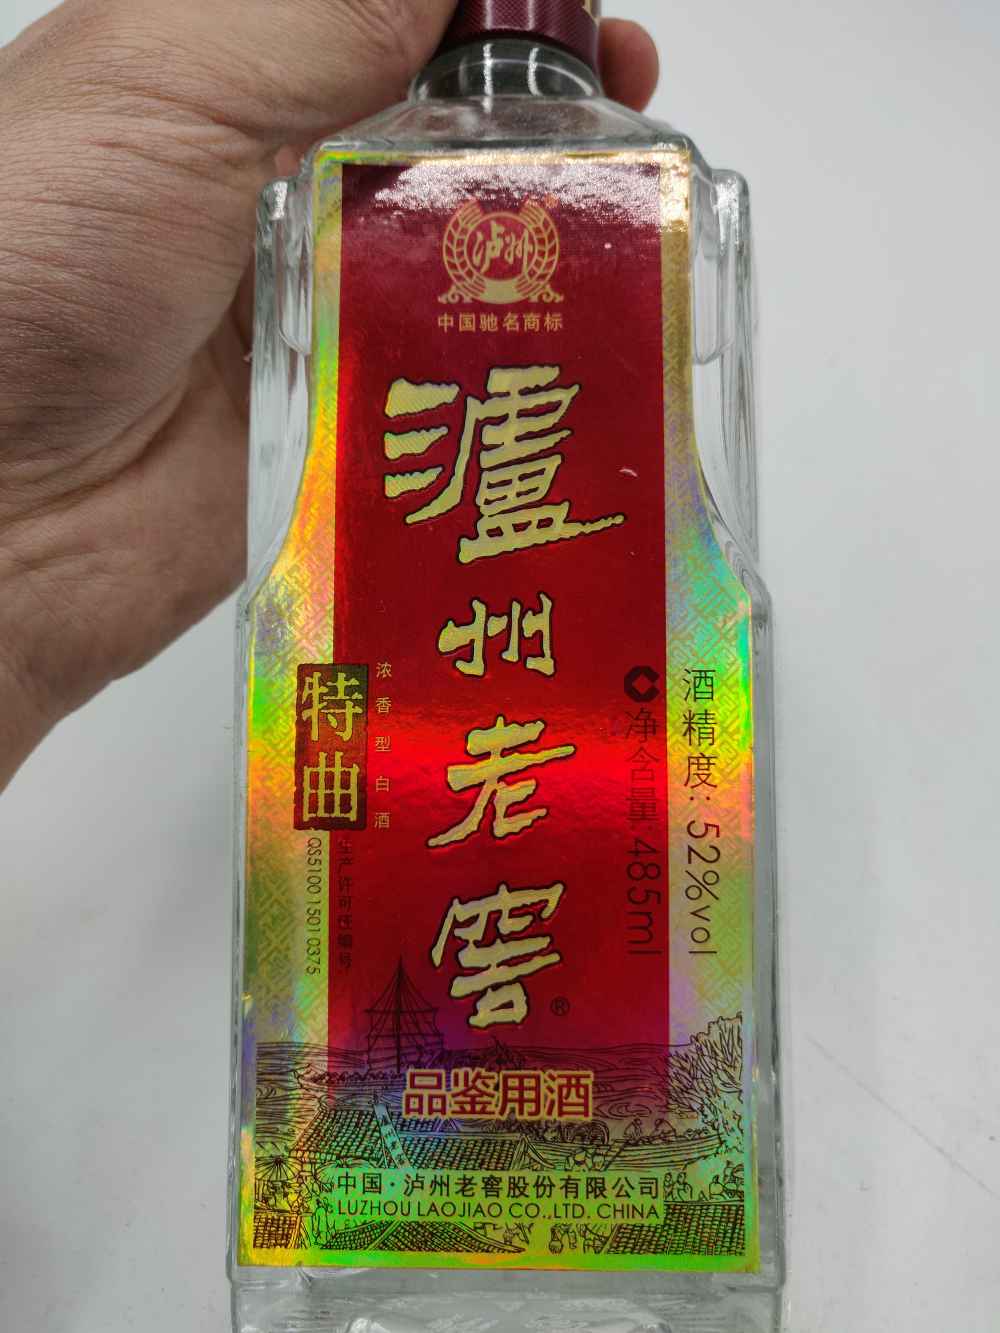 泸州
中国驰名商标
瀘州老窖
®
特曲
浓香型白酒
生产许可证编号
QS5100 1501 0375
酒精度:52%vol
净含量:485ml
品鉴用酒
中国·泸州老窖股份有限公司
LUZHOU LAOJIAO CO.,LTD. CHINA